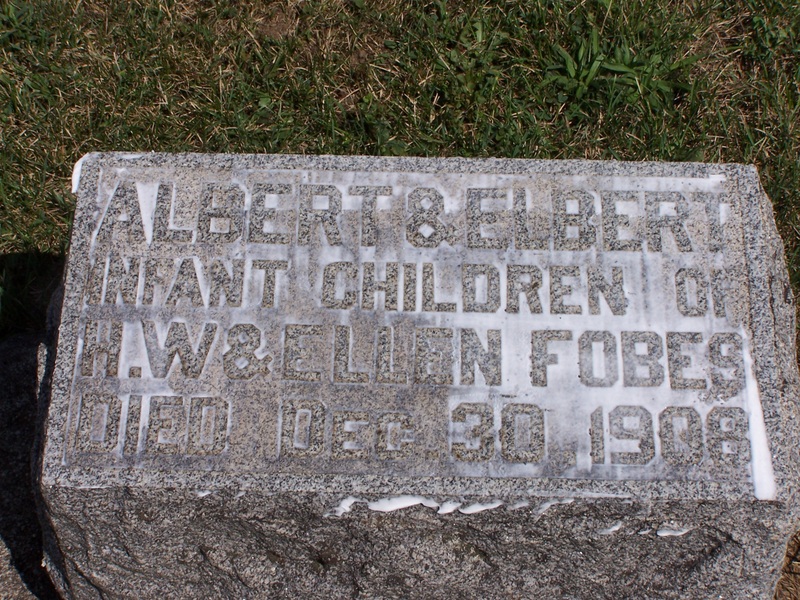 ALBERT & ELBERT
INFANT CHILDREN OF
H.W & ELLEN FOBES
DIED DEC. 30, 1908